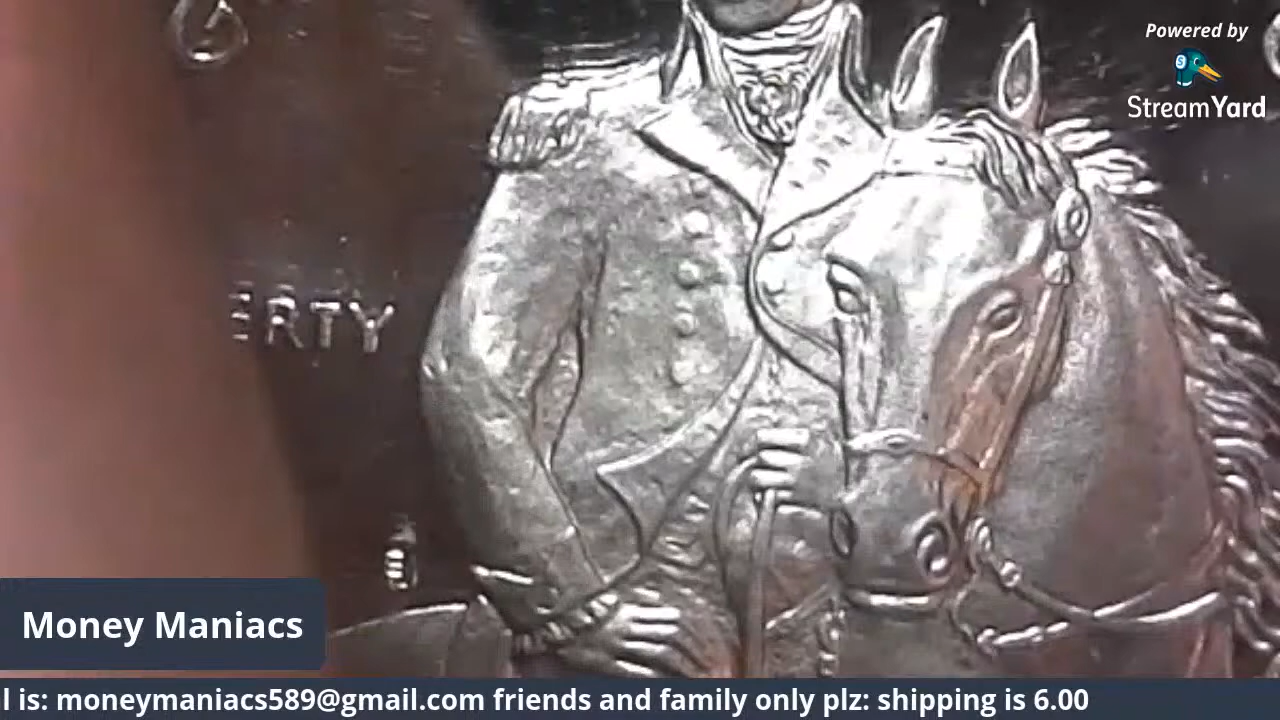 Powered by
StreamYard
ERTY
Money Maniacs
l is: moneymaniacs589@gmail.com friends and family only plz: shipping is 6.00